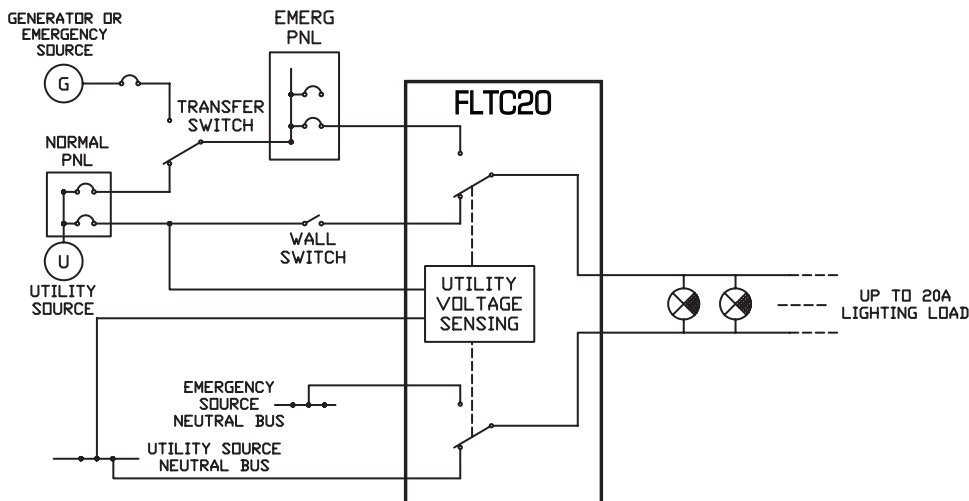 GENERATOR OR
EMERGENCY
SOURCE
G
EMERG
PNL
TRANSFER
SWITCH
FLTC20
NORMAL
PNL
U
UTILITY
SOURCE
WALL
SWITCH
UTILITY
VOLTAGE
SENSING
UP TO 20A
LIGHTING LOAD
EMERGENCY
SOURCE
NEUTRAL BUS
UTILITY SOURCE
NEUTRAL BUS